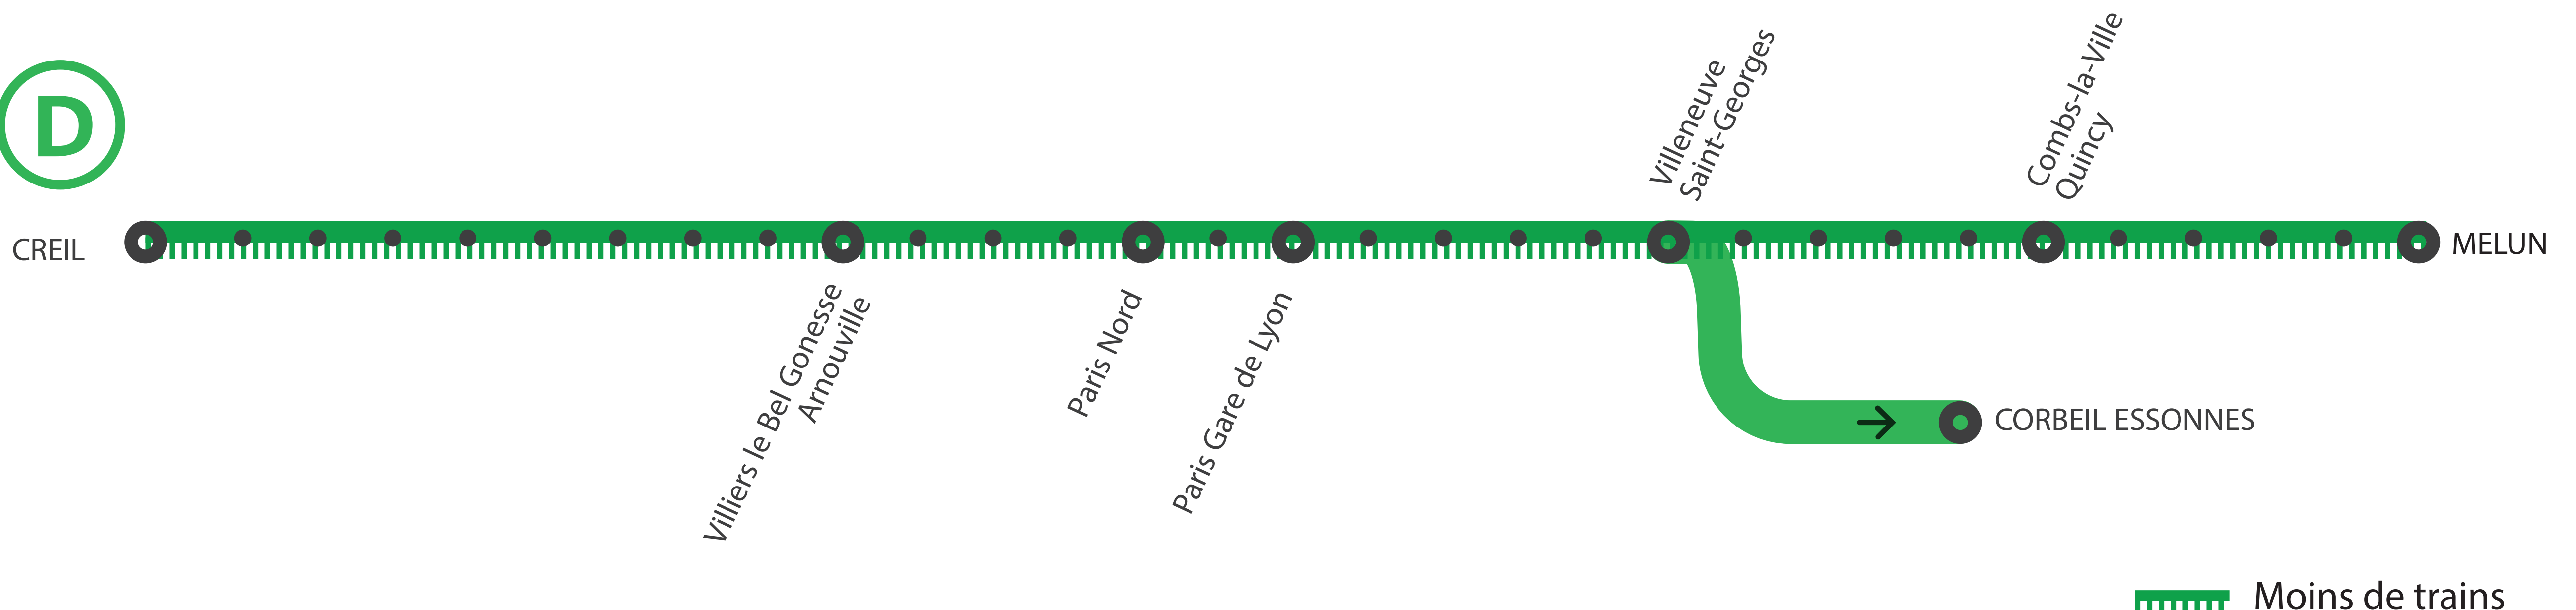 D
CREIL
Villiers le Bel Gonesse
Arnouville
Paris Nord
Paris Gare de Lyon
Villeneuve
Saint-Georges
Combs-la-Ville
Quincy
MELUN
CORBEIL ESSONNES
Moins de trains